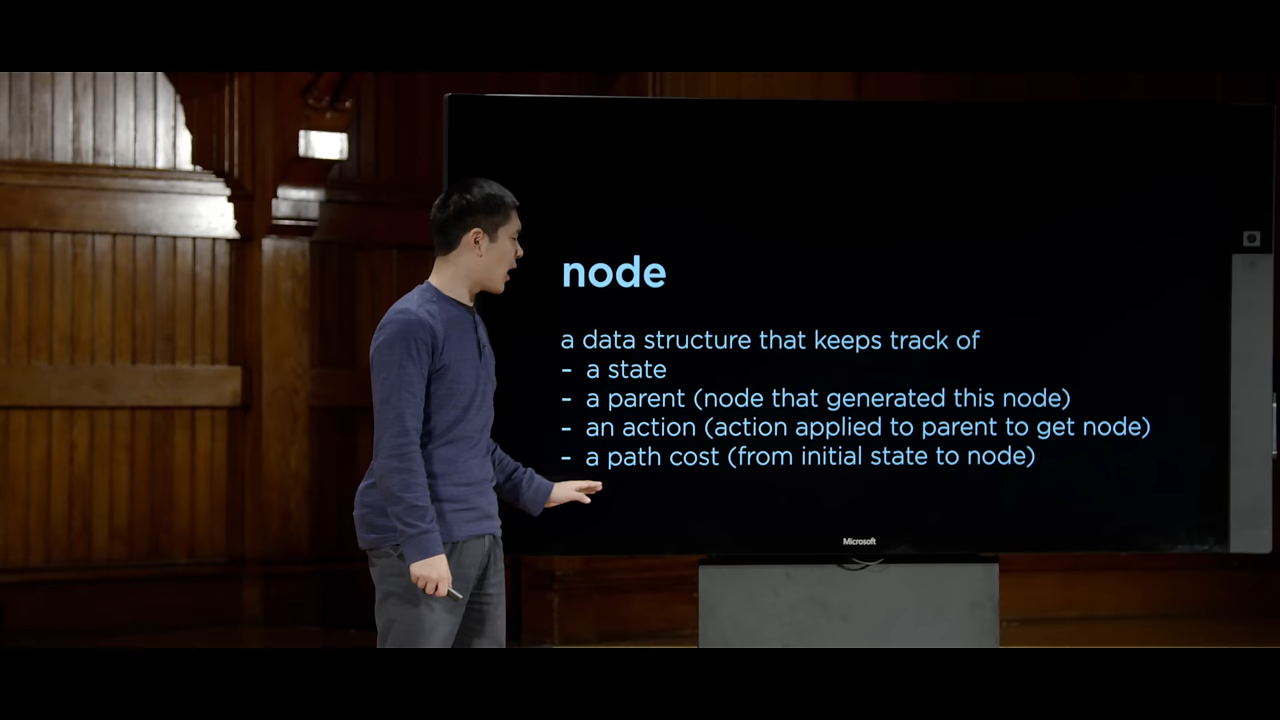 node
a data structure that keeps track of
- a state
- a parent (node that generated this node)
- an action (action applied to parent to get node)
- a path cost (from initial state to node)
Microsoft